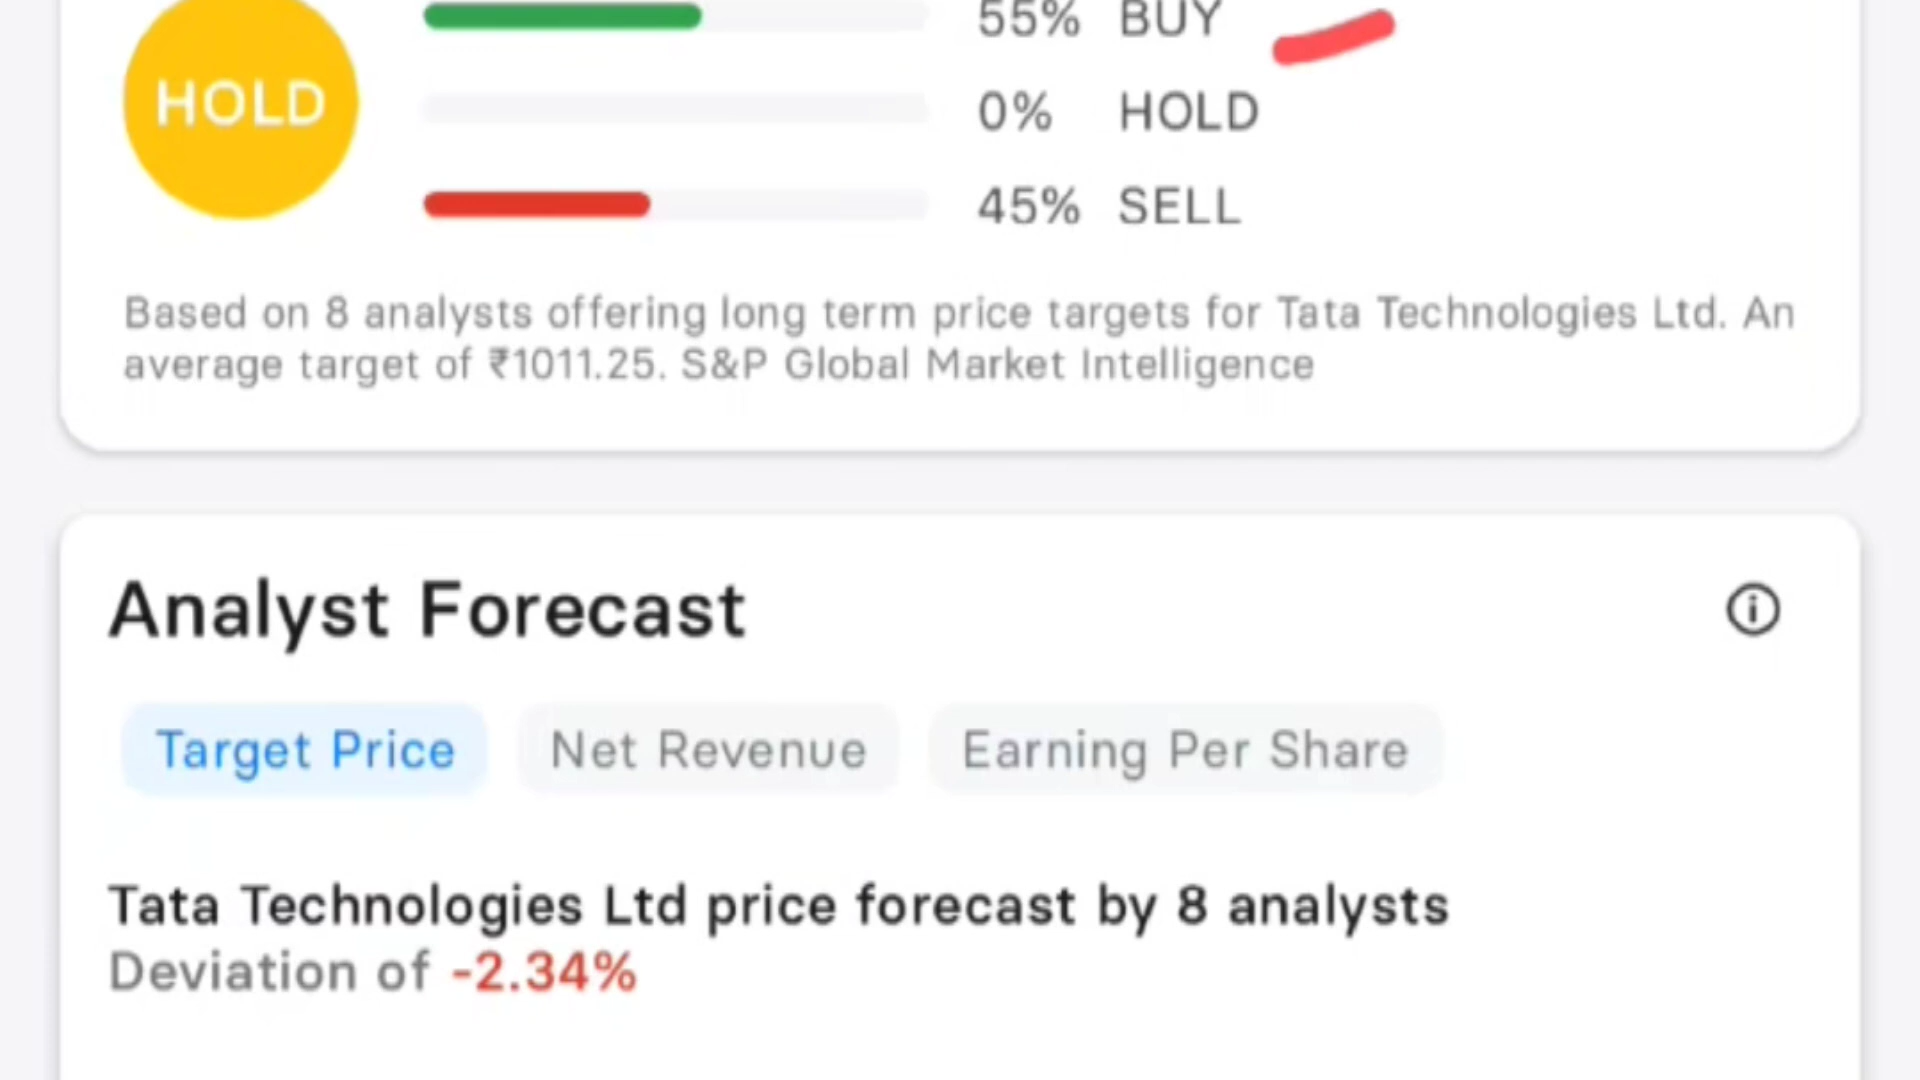 55% BUY
HOLD
0% HOLD
45% SELL
Based on 8 analysts offering long term price targets for Tata Technologies Ltd. An
average target of ₹1011.25. S&P Global Market Intelligence
Analyst Forecast
Target Price Net Revenue Earning Per Share
Tata Technologies Ltd price forecast by 8 analysts
Deviation of -2.34%